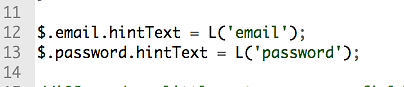 11
12 $.email.hintText = L('email');
13 $.password.hintText = L('password');
14